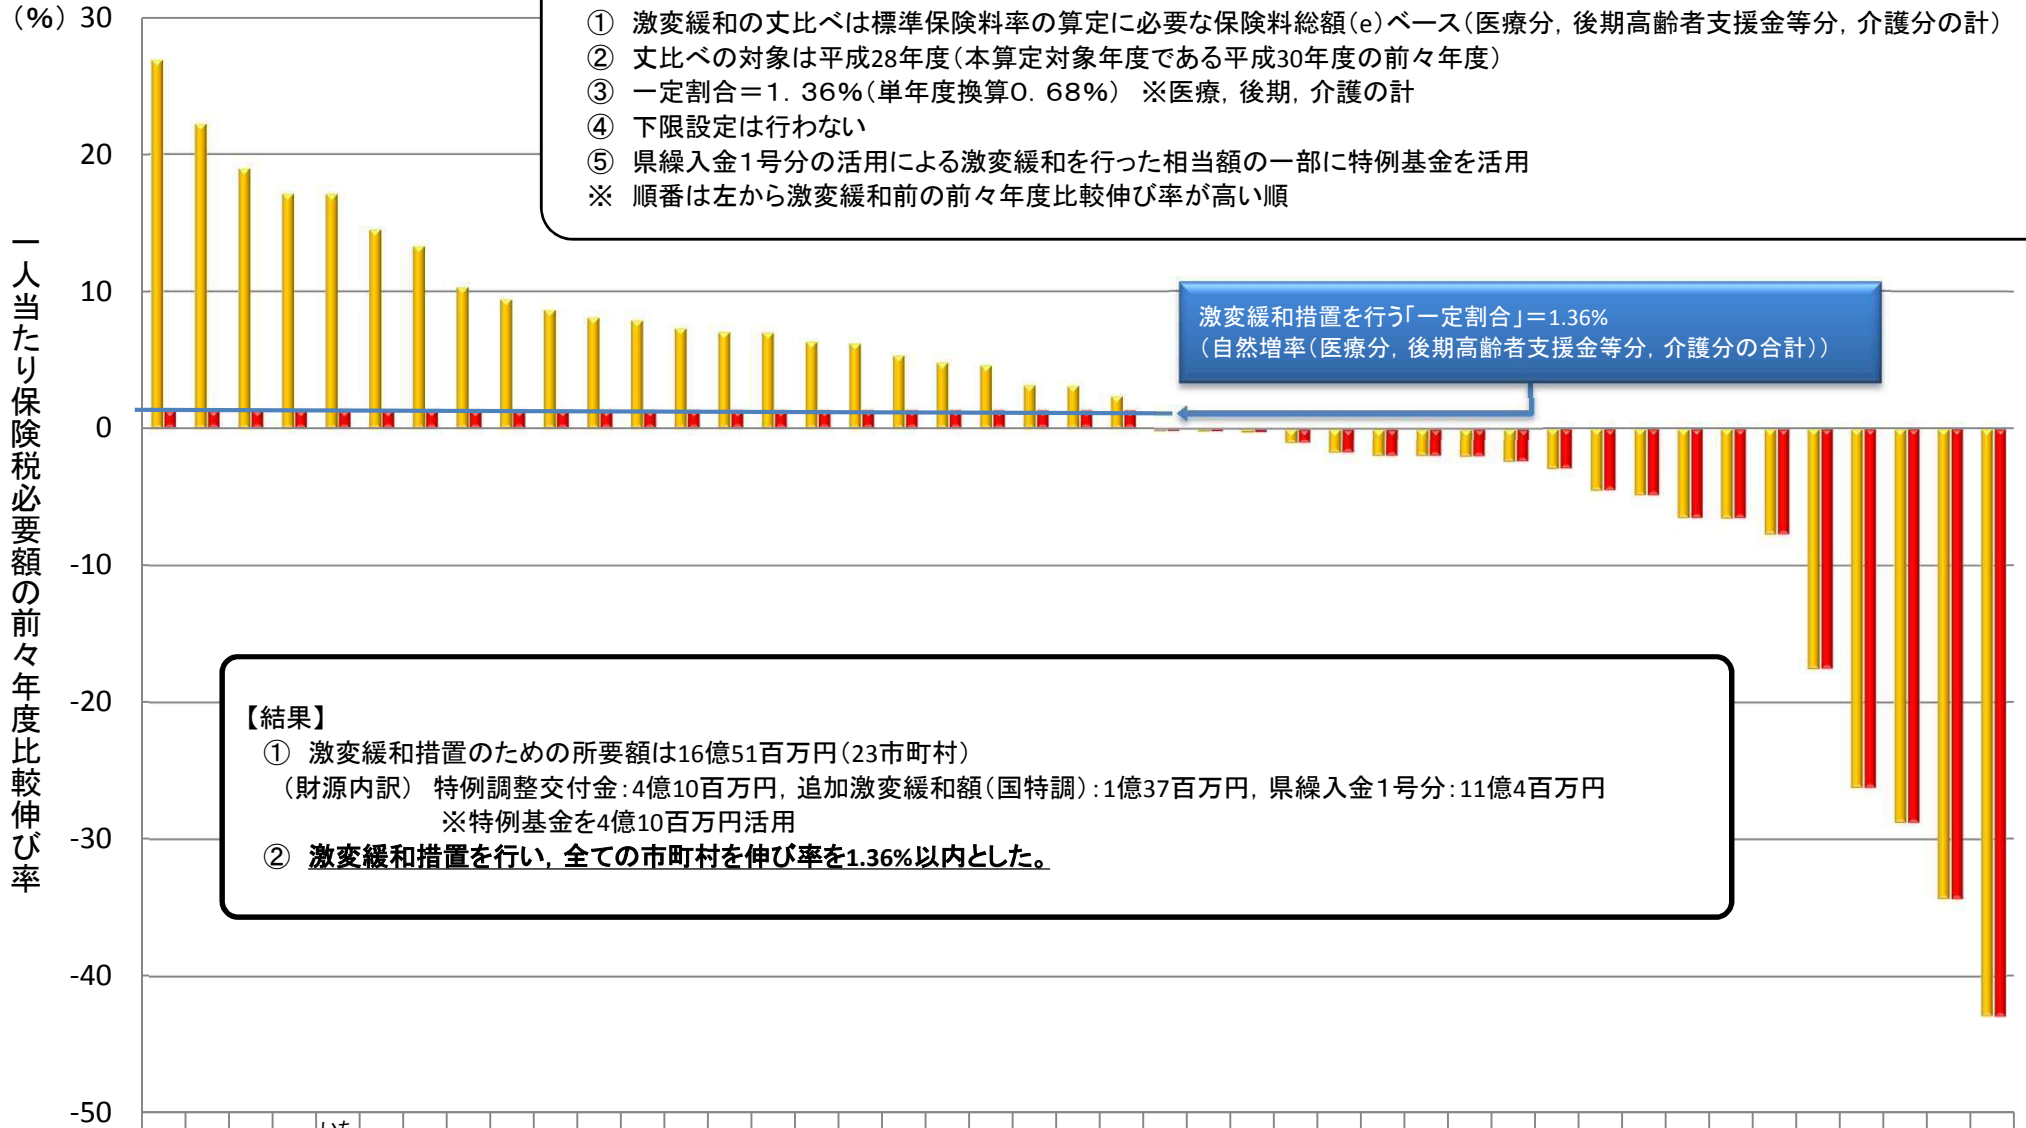 (%)
30
① 激変緩和の丈比べは標準保険料率の算定に必要な保険料総額(e)ベース(医療分，後期高齢者支援金等分，介護分の計)
② 丈比べの対象は平成28年度(本算定対象年度である平成30年度の前々年度)
③ 一定割合＝1．36%(単年度換算0．68%) ※医療，後期，介護の計
④ 下限設定は行わない
⑤ 県繰入金１号分の活用による激変緩和を行った相当額の一部に特例基金を活用
※ 順番は左から激変緩和前の前々年度比較伸び率が高い順
20
10
0
-10
-20
-30
-40
-50
一人当たり保険税必要額の前々年度比較伸び率
激変緩和措置を行う「一定割合」＝1.36%
(自然増率(医療分，後期高齢者支援金等分，介護分の合計))
【結果】
① 激変緩和措置のための所要額は16億51百万円(23市町村)
(財源内訳) 特例調整交付金：4億10百万円，追加激変緩和額(国特調)：1億37百万円，県繰入金１号分：11億4百万円
※特例基金を4億10百万円活用
② 激変緩和措置を行い，全ての市町村を伸び率を1.36%以内とした。